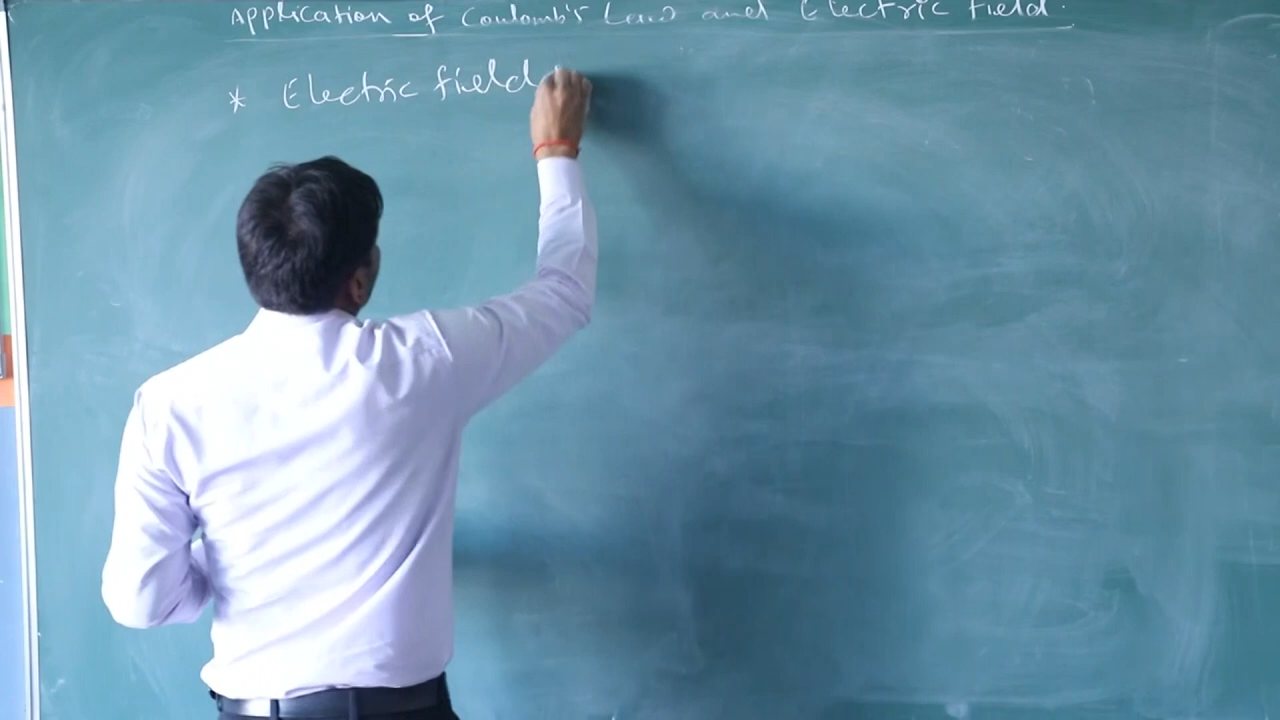 Application of Coulomb's Law and Electric field.
* Electric field